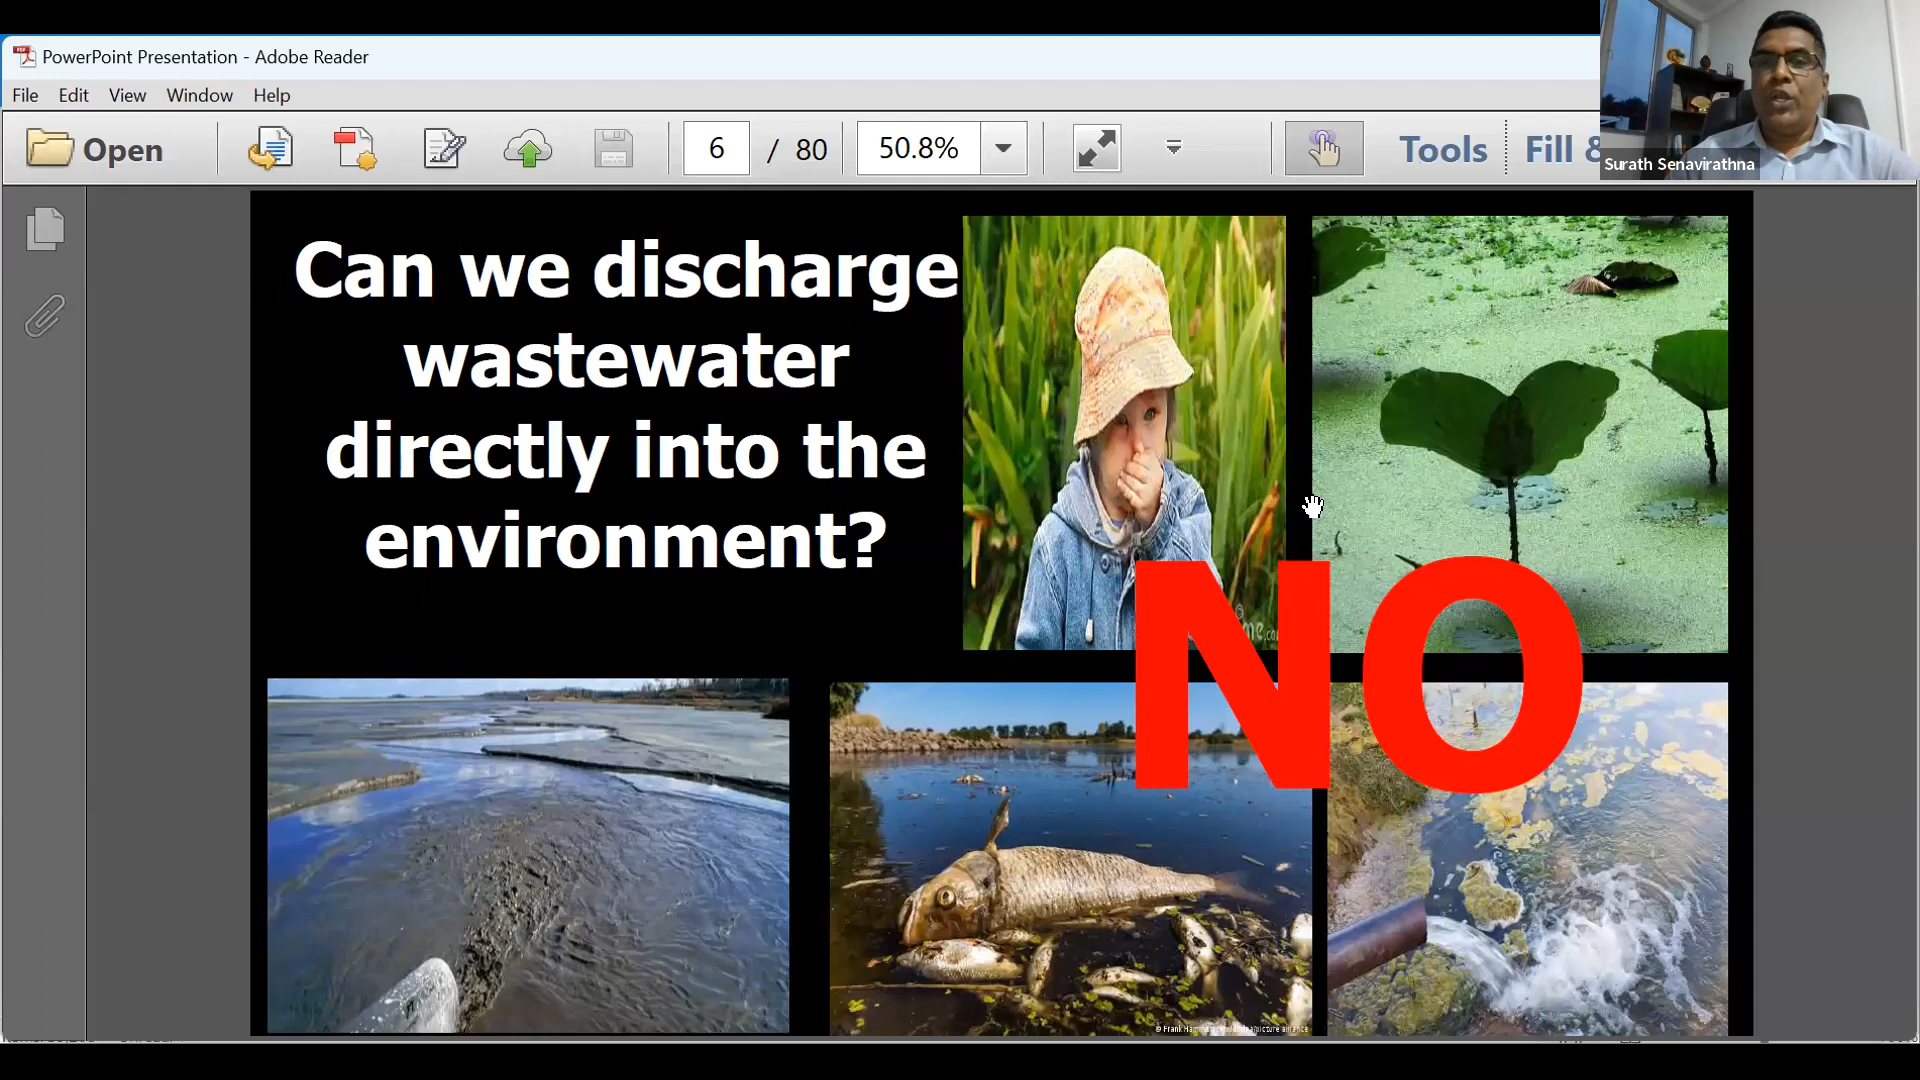 PowerPoint Presentation - Adobe Reader
File Edit View Window Help
Open
6 / 80
50.8%
Tools
Fill &
Surath Senavirathna
Can we discharge
wastewater
directly into the
environment?
NO